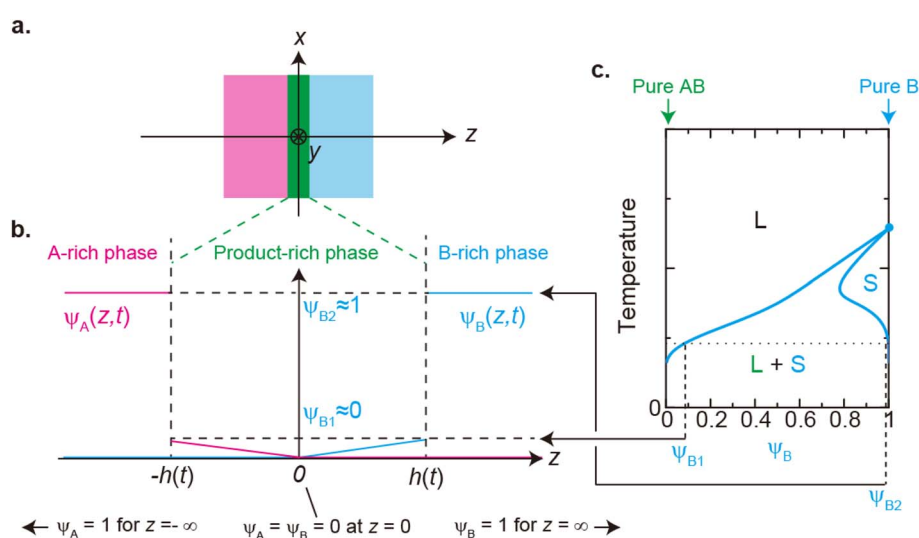 a.
x
z
y
b.
A-rich phase
Product-rich phase
B-rich phase
ψA(z,t)
ψB2≈1
ψB(z,t)
ψB1≈0
z
-h(t)
0
h(t)
ψA = 1 for z =- ∞
ψA = ψB = 0 at z = 0
ψB = 1 for z = ∞
c.
Pure AB
Pure B
Temperature
L
S
L + S
0
0 0.2 0.4 0.6 0.8 1
ψB1
ψB
ψB2